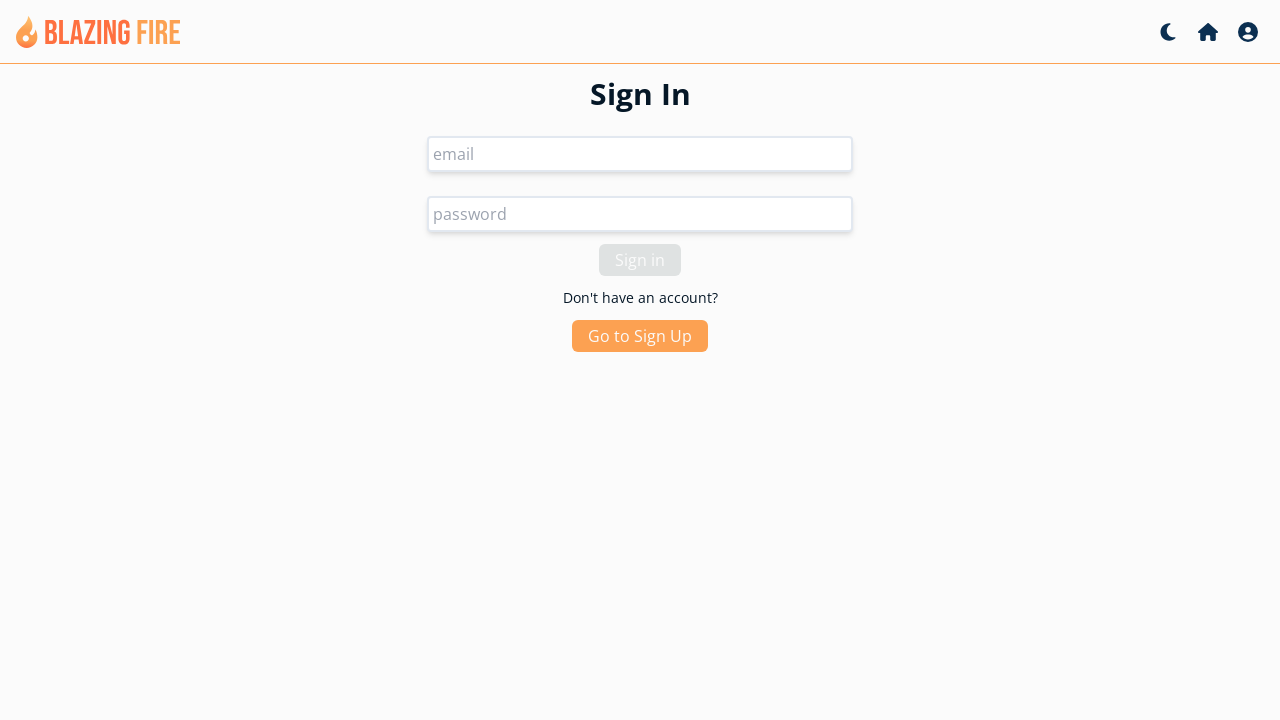 BLAZING FIRE
Sign In
email
password
Sign in
Don't have an account?
Go to Sign Up